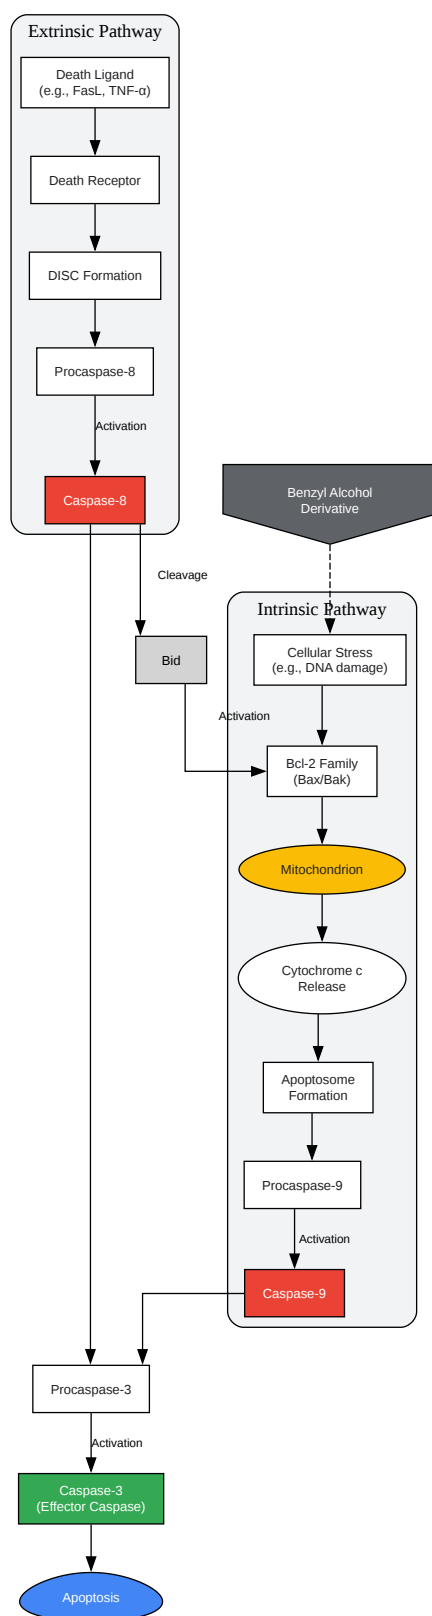 Extrinsic Pathway
Death Ligand
(e.g., FasL, TNF-α)
Death Receptor
DISC Formation
Procaspase-8
Activation
Caspase-8
Benzyl Alcohol
Derivative
Cleavage
Intrinsic Pathway
Cellular Stress
(e.g., DNA damage)
Bid
Activation
Bcl-2 Family
(Bax/Bak)
Mitochondrion
Cytochrome c
Release
Apoptosome
Formation
Procaspase-9
Activation
Caspase-9
Procaspase-3
Activation
Caspase-3
(Effector Caspase)
Apoptosis